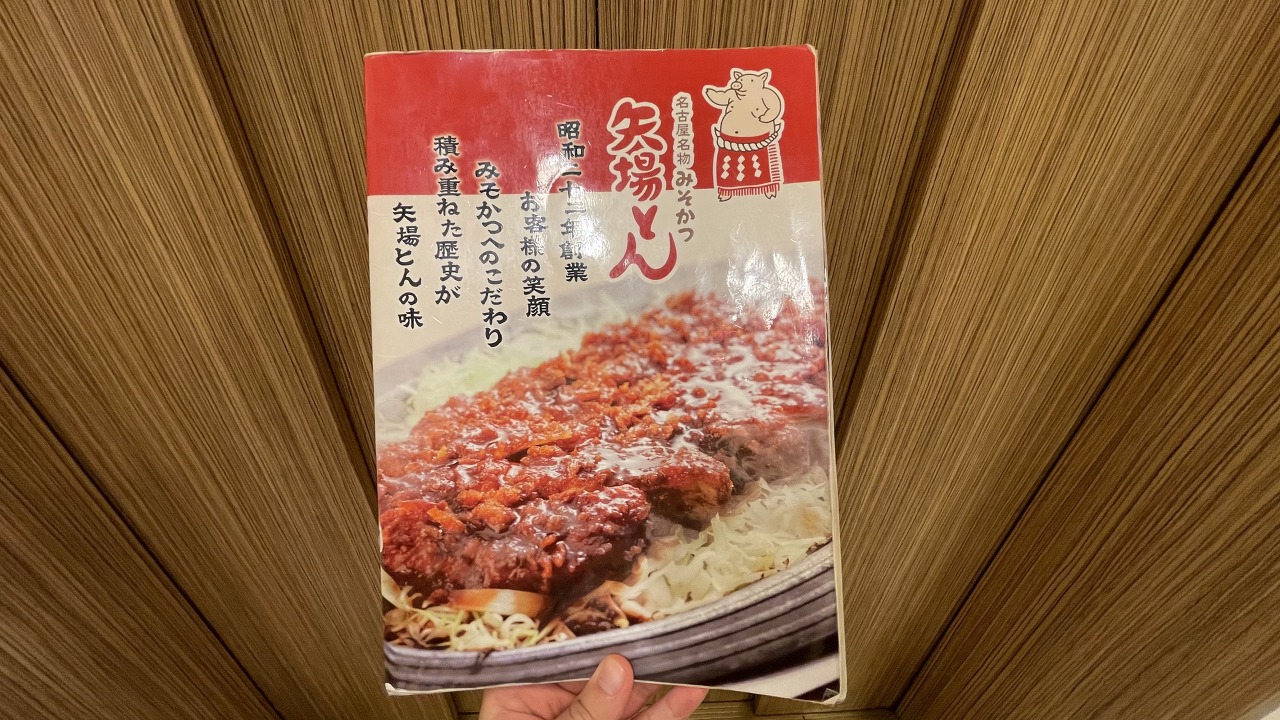 名古屋名物 みそかつ
矢場とん
昭和二十二年創業
お客様の笑顔
みそかつへのこだわり
積み重ねた歴史が
矢場とんの味